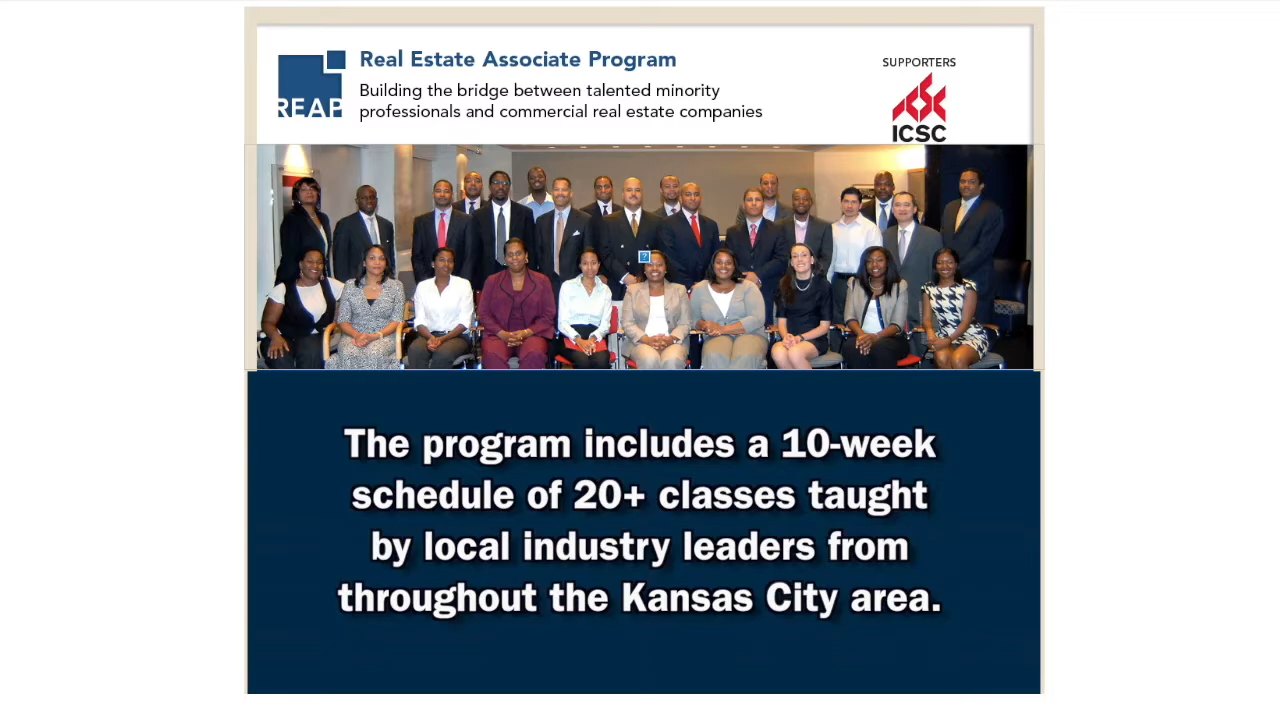 REAP
Real Estate Associate Program
Building the bridge between talented minority
professionals and commercial real estate companies
SUPPORTERS
ICSC
?
The program includes a 10-week
schedule of 20+ classes taught
by local industry leaders from
throughout the Kansas City area.